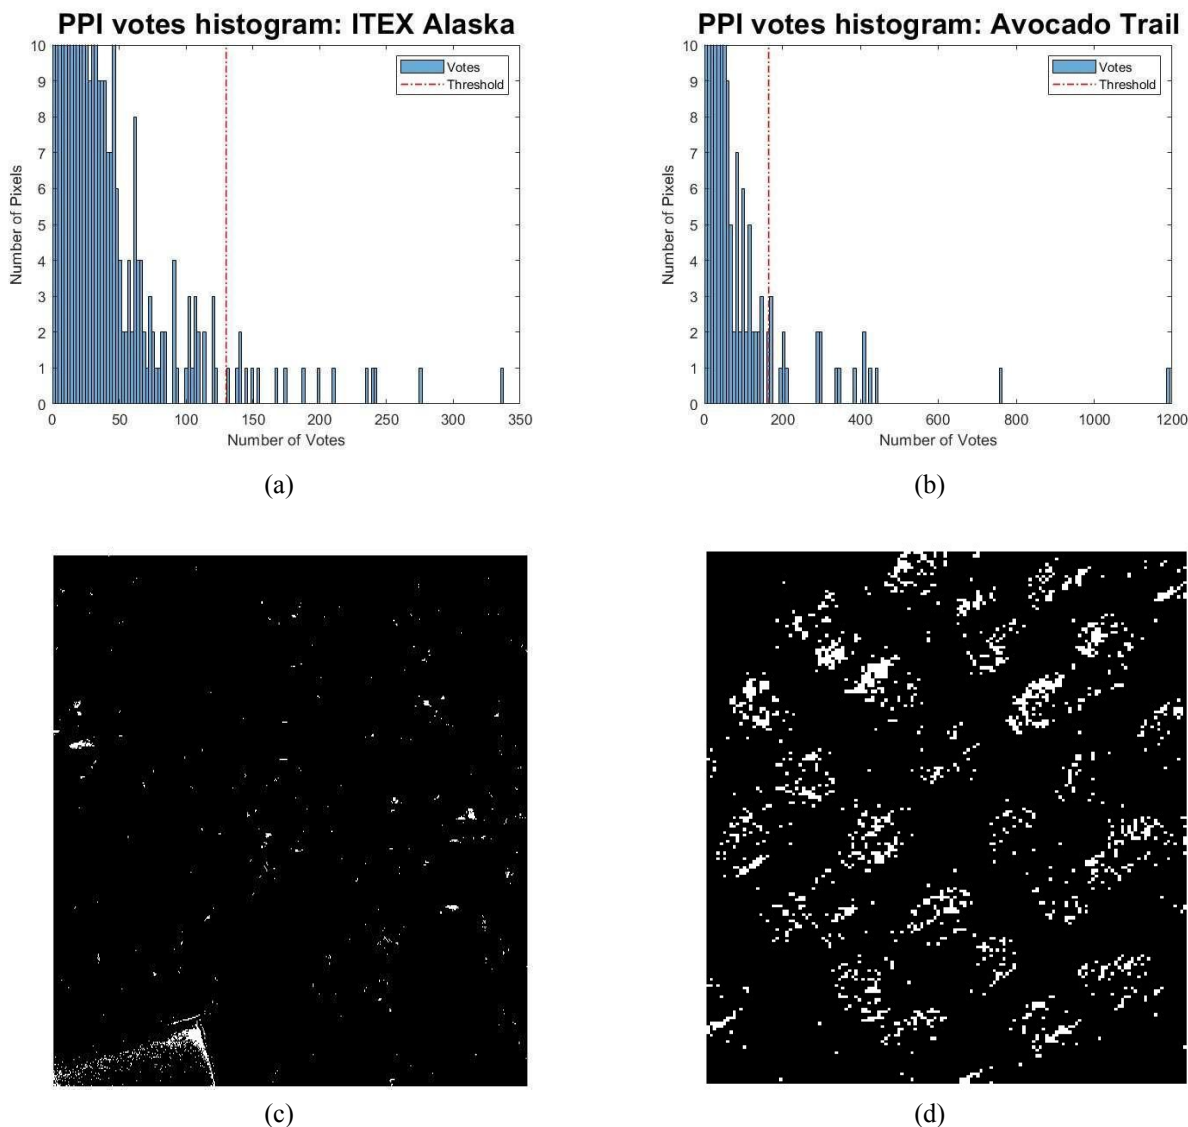 PPI votes histogram: ITEX Alaska
10
9
8
7
6
5
4
3
2
1
0
Number of Pixels
Votes
Threshold
0 50 100 150 200 250 300 350
Number of Votes
(a)
PPI votes histogram: Avocado Trail
10
9
8
7
6
5
4
3
2
1
0
Number of Pixels
Votes
Threshold
0 200 400 600 800 1000 1200
Number of Votes
(b)
(c)
(d)